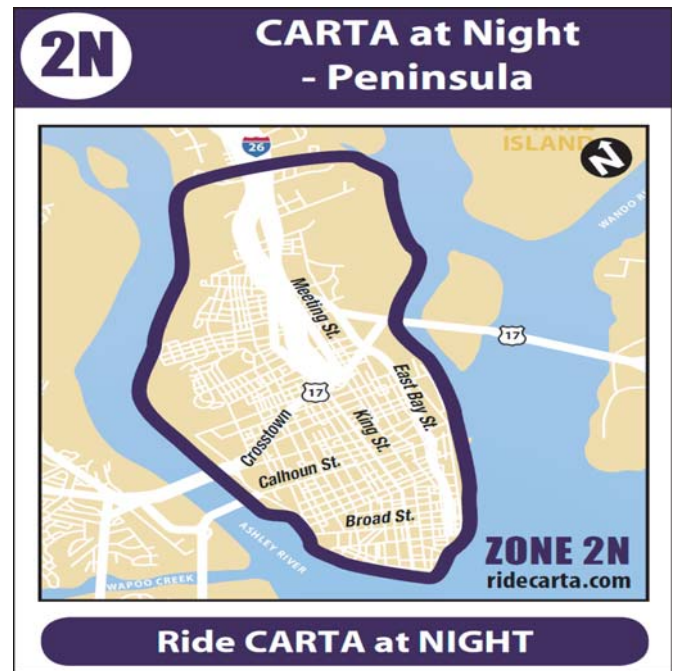 2N
CARTA at Night
- Peninsula
26
ISLAND
N
WANDO
Meeting St.
17
17
East Bay St.
King St.
Crosstown
Calhoun St.
Broad St.
ASHLEY RIVER
WAPOO CREEK
ZONE 2N
ridecarta.com
Ride CARTA at NIGHT